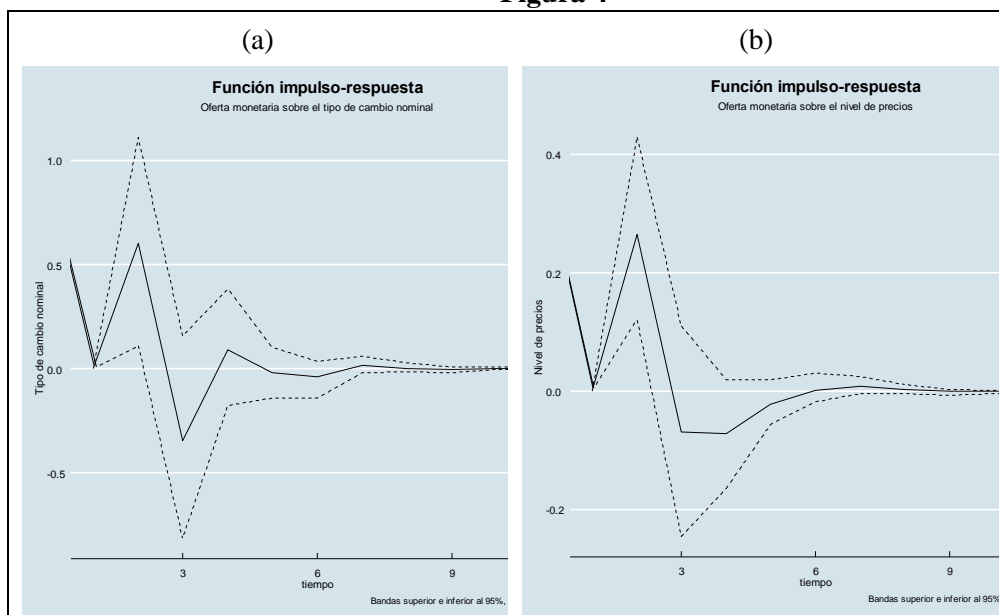 (a)
Función impulso-respuesta
Oferta monetaria sobre el tipo de cambio nominal
1.0
0.5
0.0
-0.5
Tipo de cambio nominal
3
6
9
tiempo
Bandas superior e inferior al 95%,
(b)
Función impulso-respuesta
Oferta monetaria sobre el nivel de precios
0.4
0.2
0.0
-0.2
Nivel de precios
3
6
9
tiempo
Bandas superior e inferior al 95%